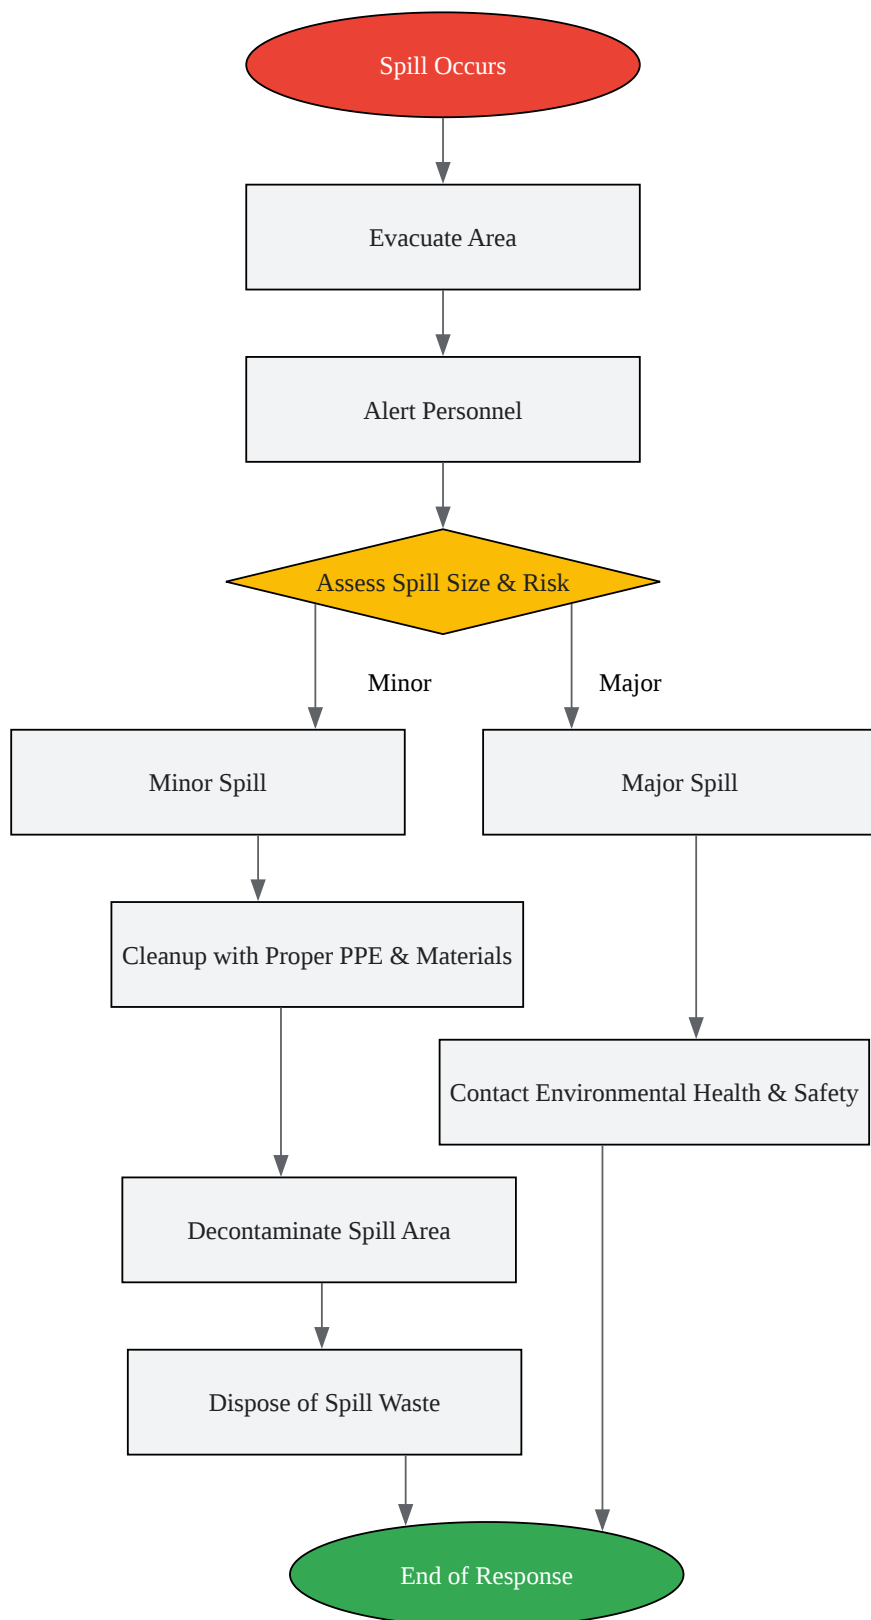 Spill Occurs
Evacuate Area
Alert Personnel
Assess Spill Size & Risk
Minor
Major
Minor Spill
Major Spill
Cleanup with Proper PPE & Materials
Contact Environmental Health & Safety
Decontaminate Spill Area
Dispose of Spill Waste
End of Response